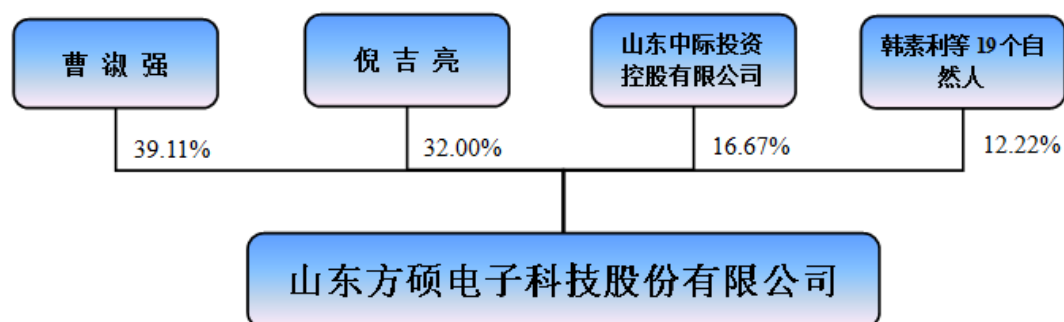 曹 淑 强
倪 吉 亮
山东中际投资
控股有限公司
韩素利等 19 个自
然人
39.11%
32.00%
16.67%
12.22%
山东方硕电子科技股份有限公司